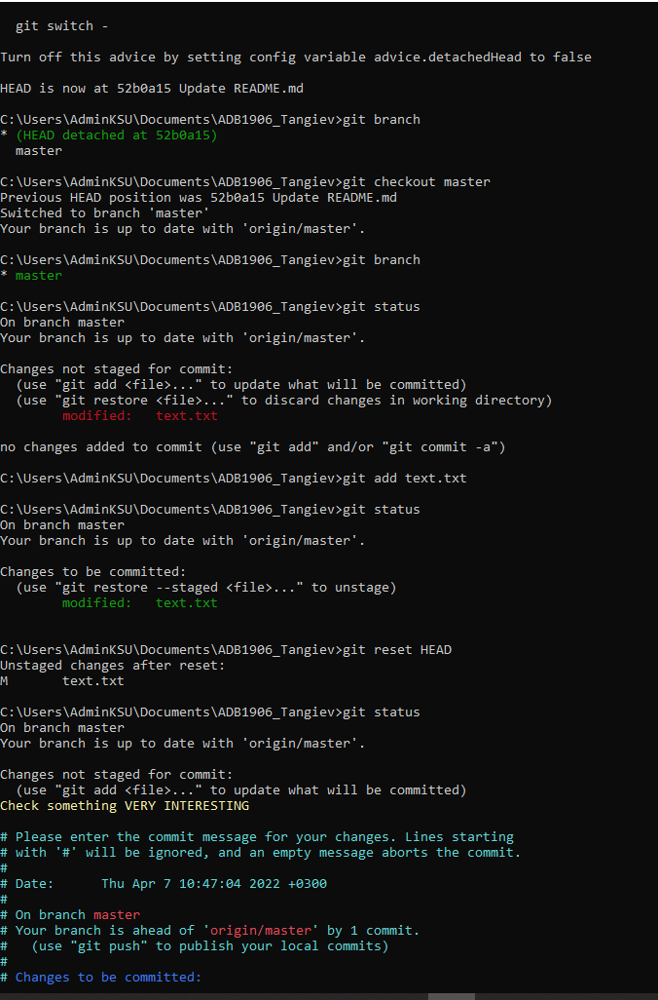 git switch -
Turn off this advice by setting config variable advice.detachedHead to false
HEAD is now at 52b0a15 Update README.md
C:\Users\AdminKSU\Documents\ADB1906_Tangiev>git branch
* (HEAD detached at 52b0a15)
master
C:\Users\AdminKSU\Documents\ADB1906_Tangiev>git checkout master
Previous HEAD position was 52b0a15 Update README.md
Switched to branch 'master'
Your branch is up to date with 'origin/master'.
C:\Users\AdminKSU\Documents\ADB1906_Tangiev>git branch
* master
C:\Users\AdminKSU\Documents\ADB1906_Tangiev>git status
On branch master
Your branch is up to date with 'origin/master'.
Changes not staged for commit:
(use "git add <file>..." to update what will be committed)
(use "git restore <file>..." to discard changes in working directory)
modified:   text.txt
no changes added to commit (use "git add" and/or "git commit -a")
C:\Users\AdminKSU\Documents\ADB1906_Tangiev>git add text.txt
C:\Users\AdminKSU\Documents\ADB1906_Tangiev>git status
On branch master
Your branch is up to date with 'origin/master'.
Changes to be committed:
(use "git restore --staged <file>..." to unstage)
modified:   text.txt
C:\Users\AdminKSU\Documents\ADB1906_Tangiev>git reset HEAD
Unstaged changes after reset:
M       text.txt
C:\Users\AdminKSU\Documents\ADB1906_Tangiev>git status
On branch master
Your branch is up to date with 'origin/master'.
Changes not staged for commit:
(use "git add <file>..." to update what will be committed)
Check something VERY INTERESTING
# Please enter the commit message for your changes. Lines starting
# with '#' will be ignored, and an empty message aborts the commit.
#
# Date:      Thu Apr 7 10:47:04 2022 +0300
#
# On branch master
# Your branch is ahead of 'origin/master' by 1 commit.
#   (use "git push" to publish your local commits)
#
# Changes to be committed: